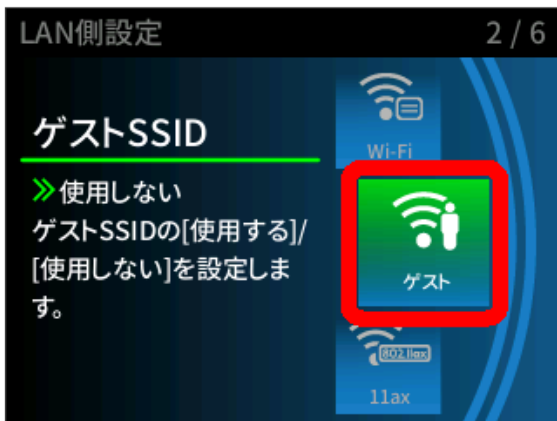 LAN側設定 2 / 6
Wi-Fi
ゲストSSID
使用しない
ゲストSSIDの[使用する]/
[使用しない]を設定しま
す。
ゲスト
802.11ax
11ax